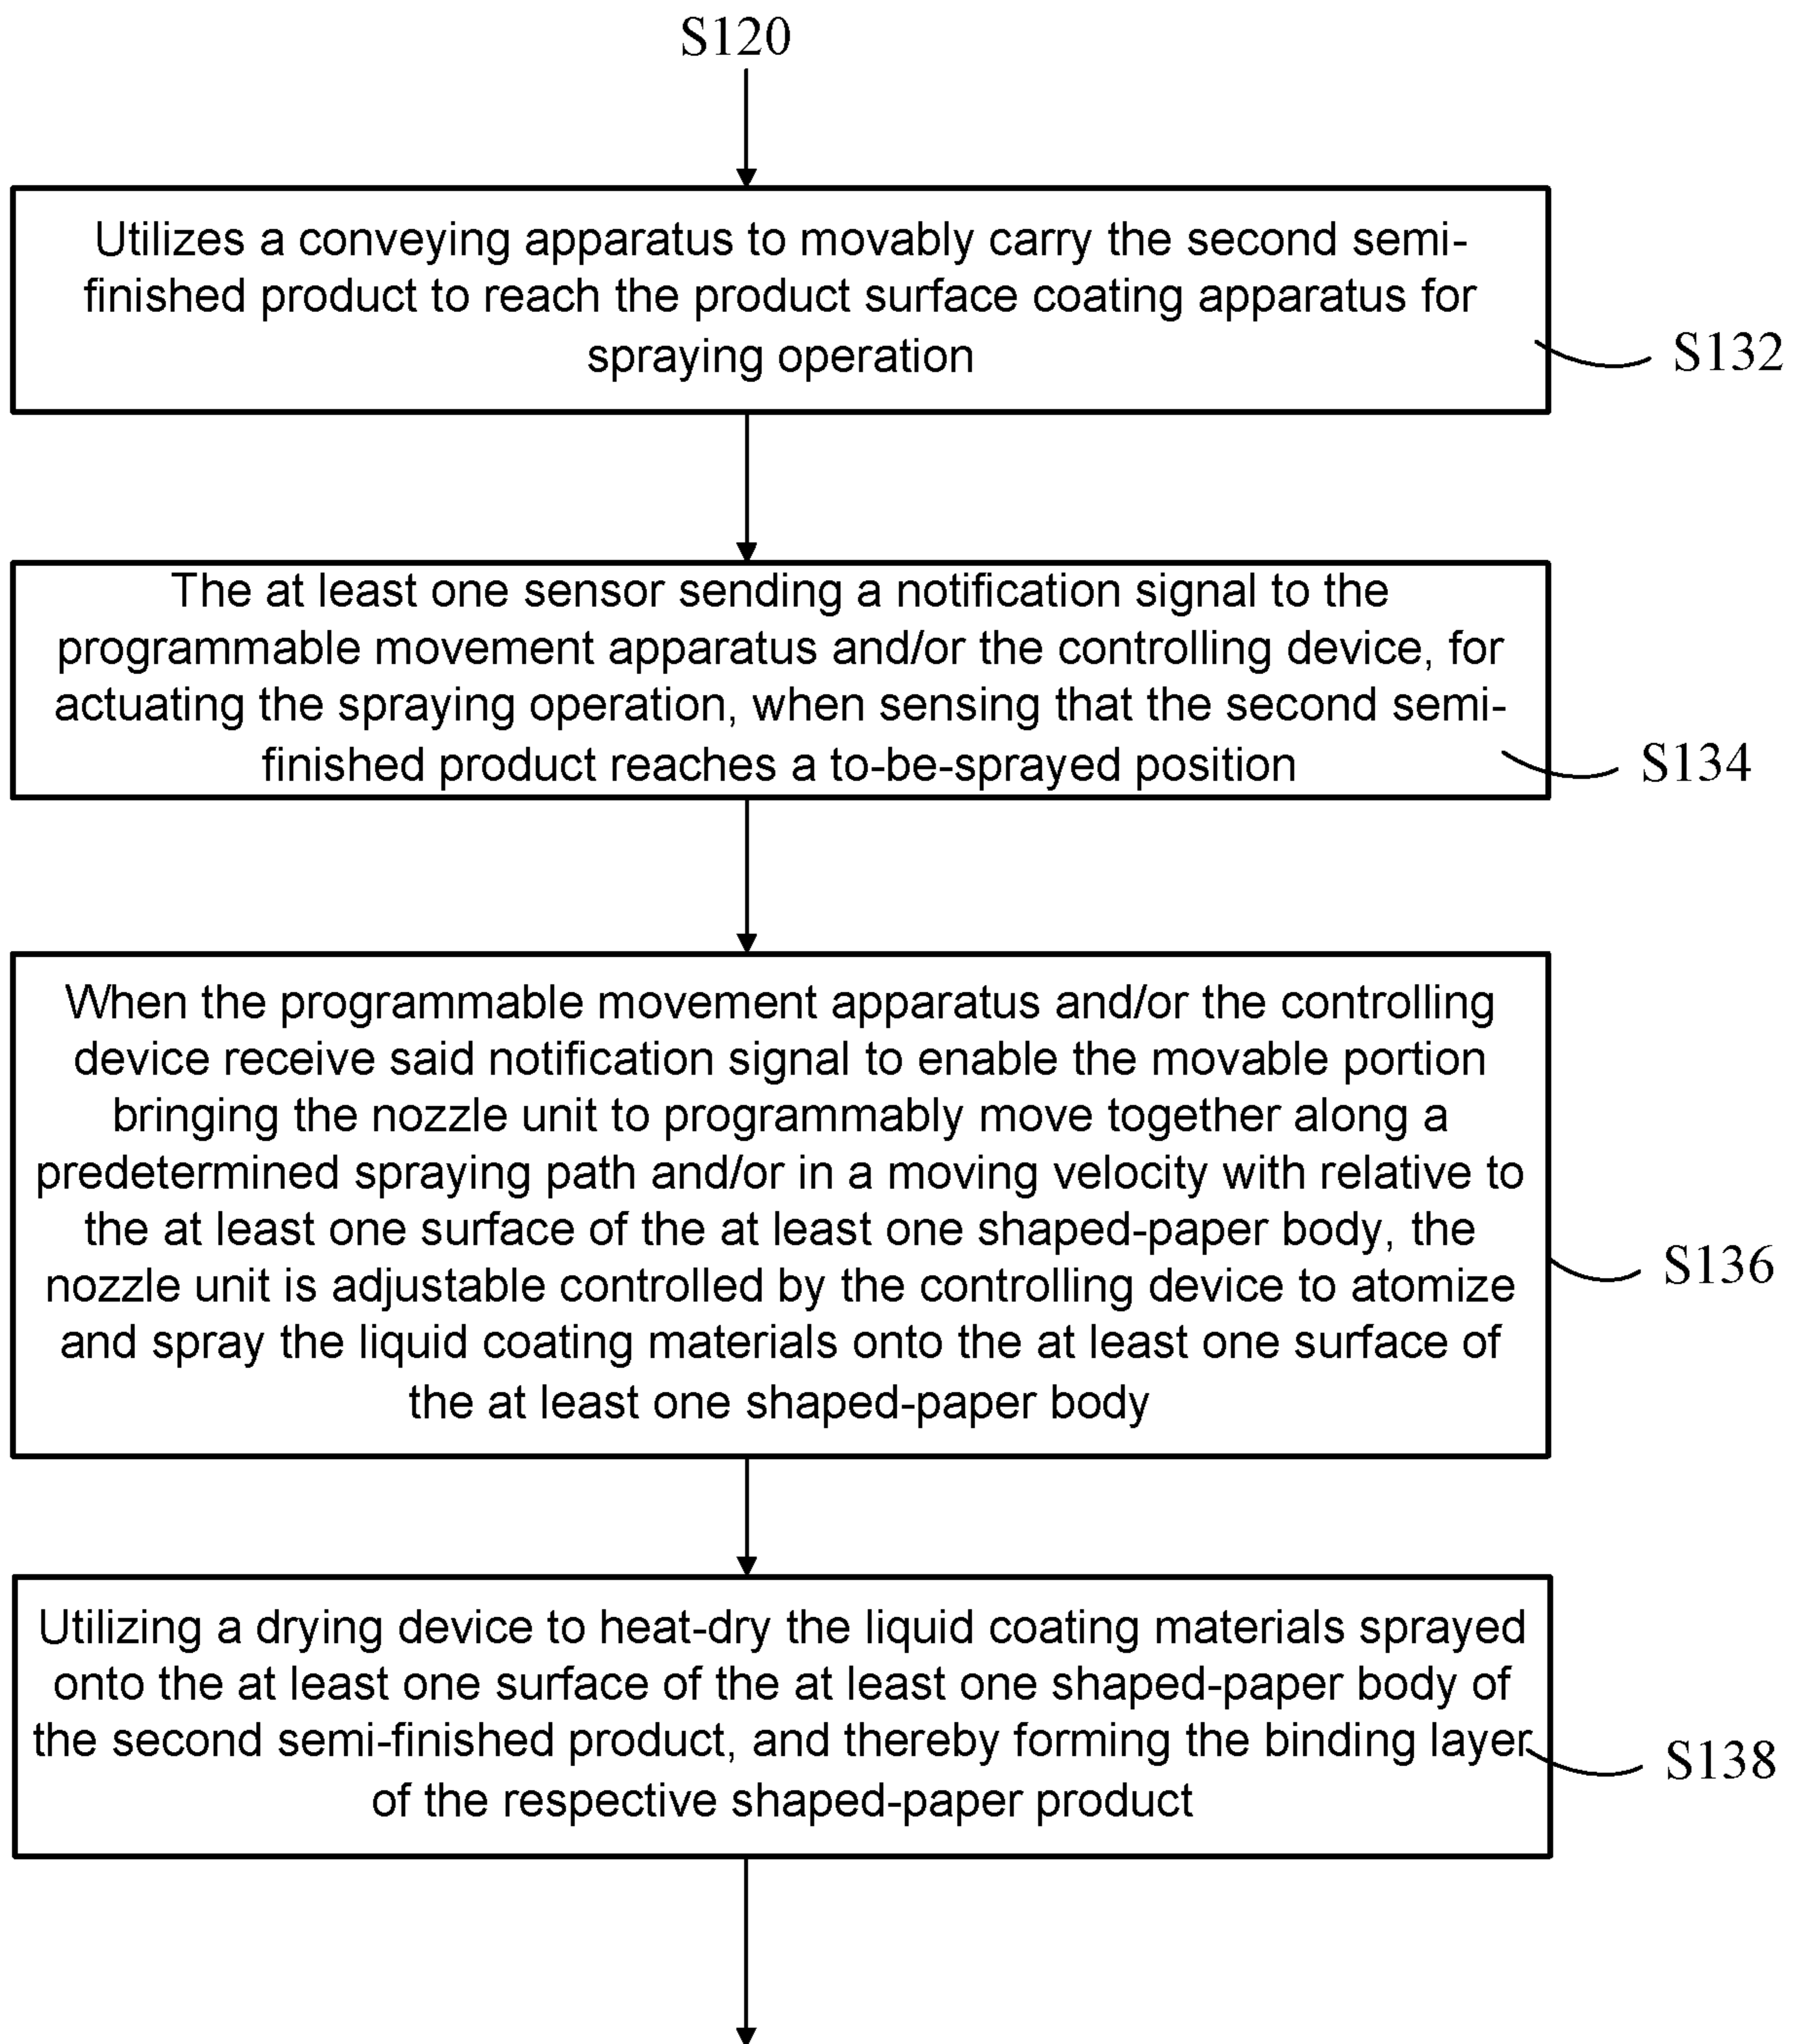 S120
Utilizes a conveying apparatus to movably carry the second semi-
finished product to reach the product surface coating apparatus for
spraying operation
S132
The at least one sensor sending a notification signal to the
programmable movement apparatus and/or the controlling device, for
actuating the spraying operation, when sensing that the second semi-
finished product reaches a to-be-sprayed position
S134
When the programmable movement apparatus and/or the controlling
device receive said notification signal to enable the movable portion
bringing the nozzle unit to programmably move together along a
predetermined spraying path and/or in a moving velocity with relative to
the at least one surface of the at least one shaped-paper body, the
nozzle unit is adjustable controlled by the controlling device to atomize
and spray the liquid coating materials onto the at least one surface of
the at least one shaped-paper body
S136
Utilizing a drying device to heat-dry the liquid coating materials sprayed
onto the at least one surface of the at least one shaped-paper body of
the second semi-finished product, and thereby forming the binding layer
of the respective shaped-paper product
S138